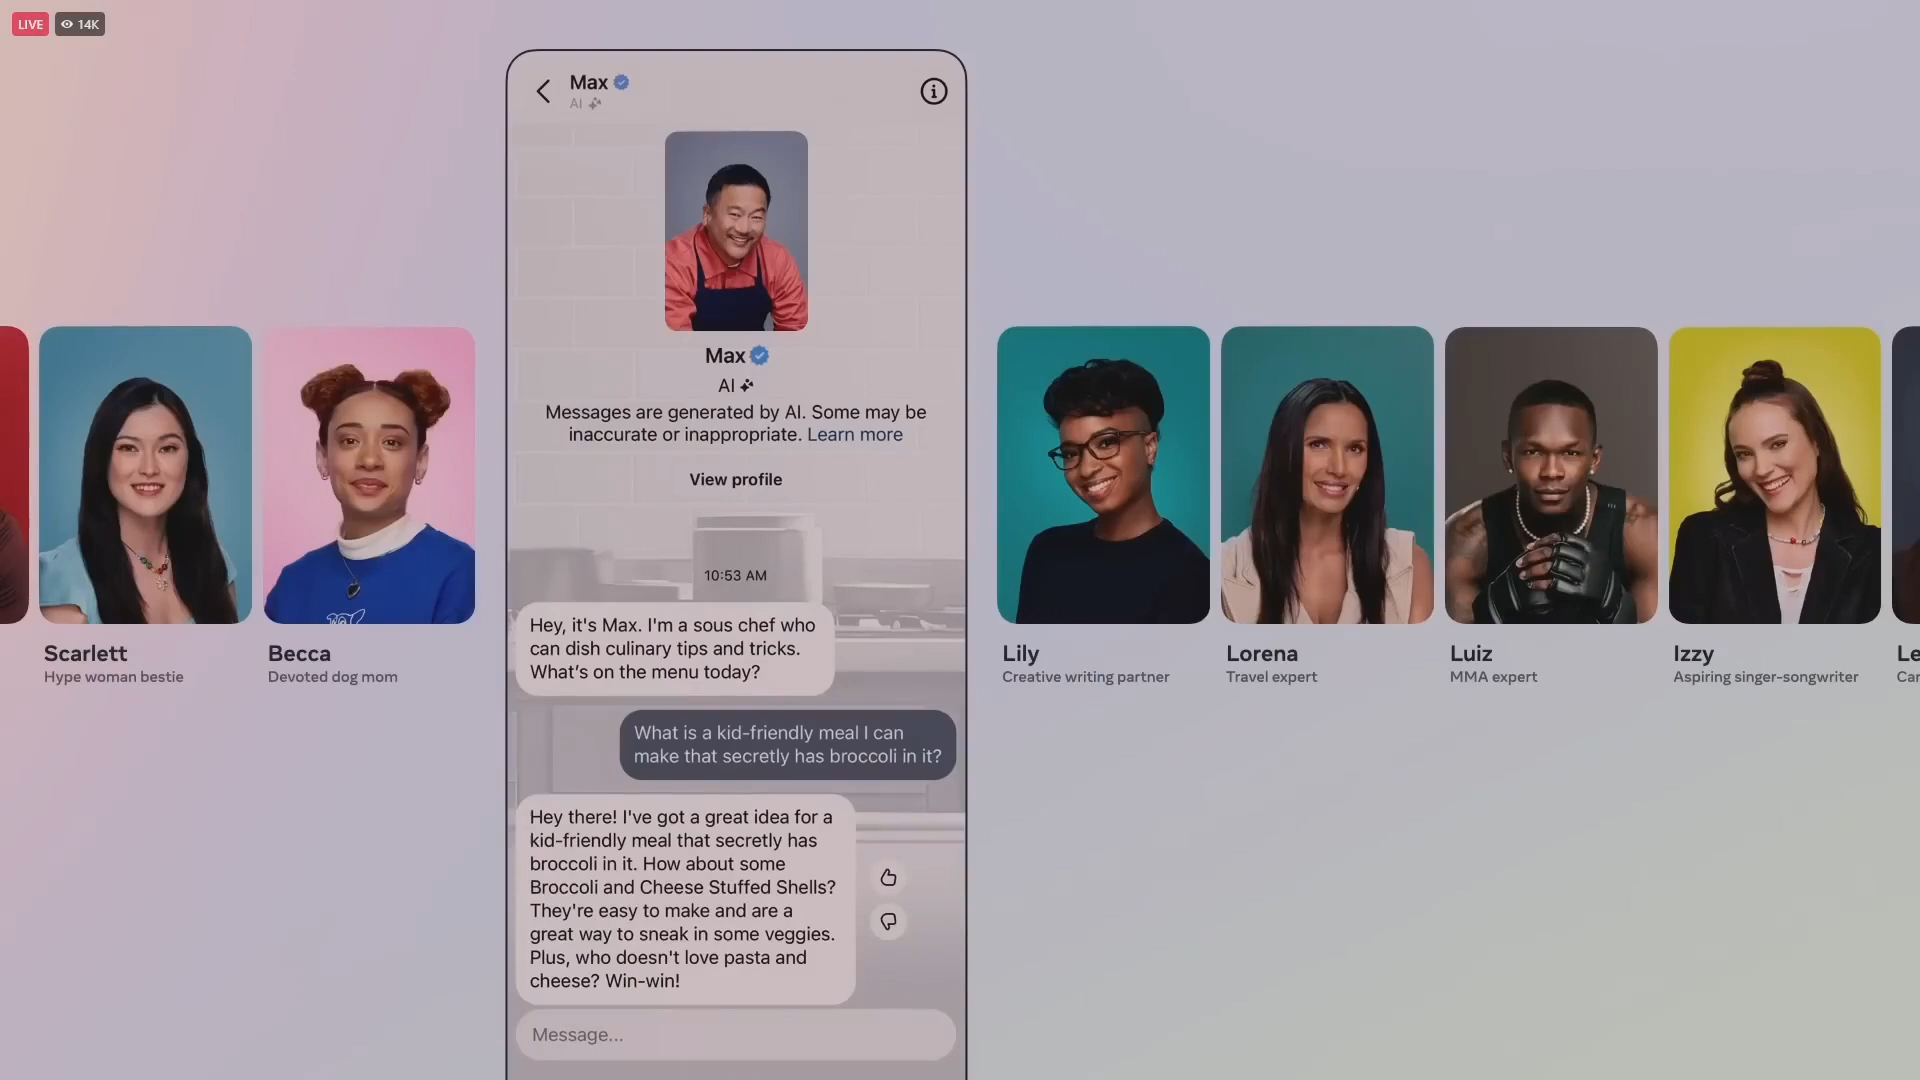 LIVE 14K
Max
AI
Max
AI
Messages are generated by AI. Some may be
inaccurate or inappropriate. Learn more
View profile
10:53 AM
Hey, it's Max. I'm a sous chef who
can dish culinary tips and tricks.
What's on the menu today?
What is a kid-friendly meal I can
make that secretly has broccoli in it?
Hey there! I've got a great idea for a
kid-friendly meal that secretly has
broccoli in it. How about some
Broccoli and Cheese Stuffed Shells?
They're easy to make and are a
great way to sneak in some veggies.
Plus, who doesn't love pasta and
cheese? Win-win!
Message...
Scarlett
Hype woman bestie
Becca
Devoted dog mom
Lily
Creative writing partner
Lorena
Travel expert
Luiz
MMA expert
Izzy
Aspiring singer-songwriter